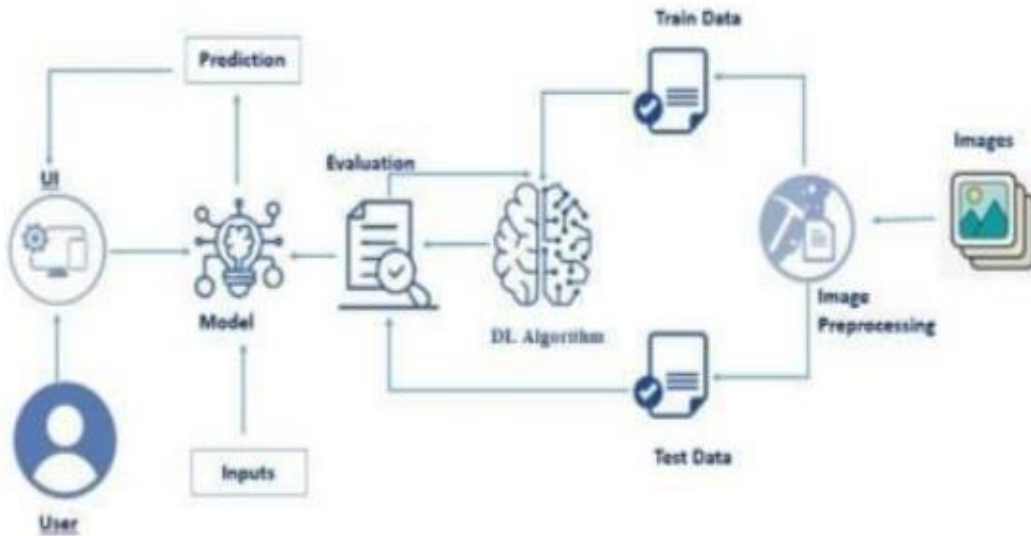 Train Data
Prediction
Images
Evaluation
UI
Model
DL Algorithm
Image
Preprocessing
Inputs
Test Data
User